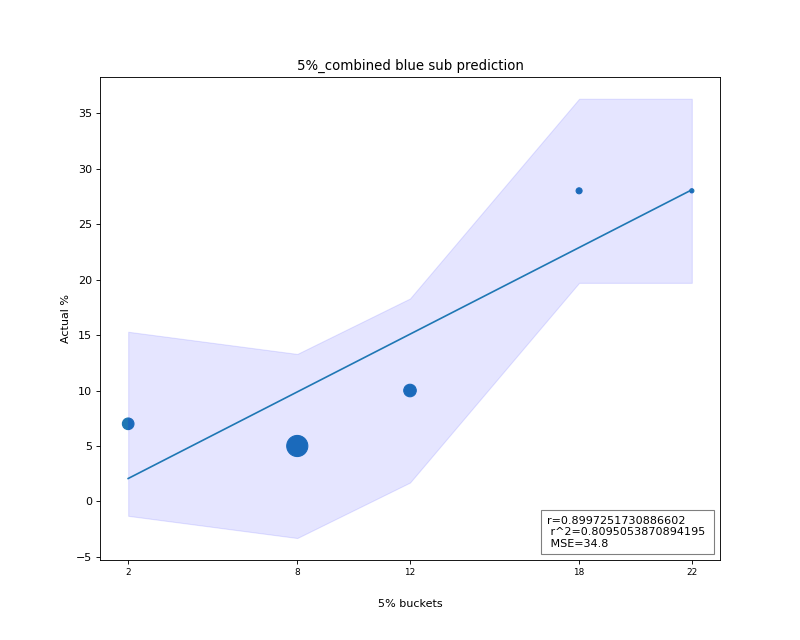 5%_combined blue sub prediction
Actual %
35
30
25
20
15
10
5
0
−5
2 8 12 18 22
5% buckets
r=0.8997251730886602
r^2=0.8095053870894195
MSE=34.8